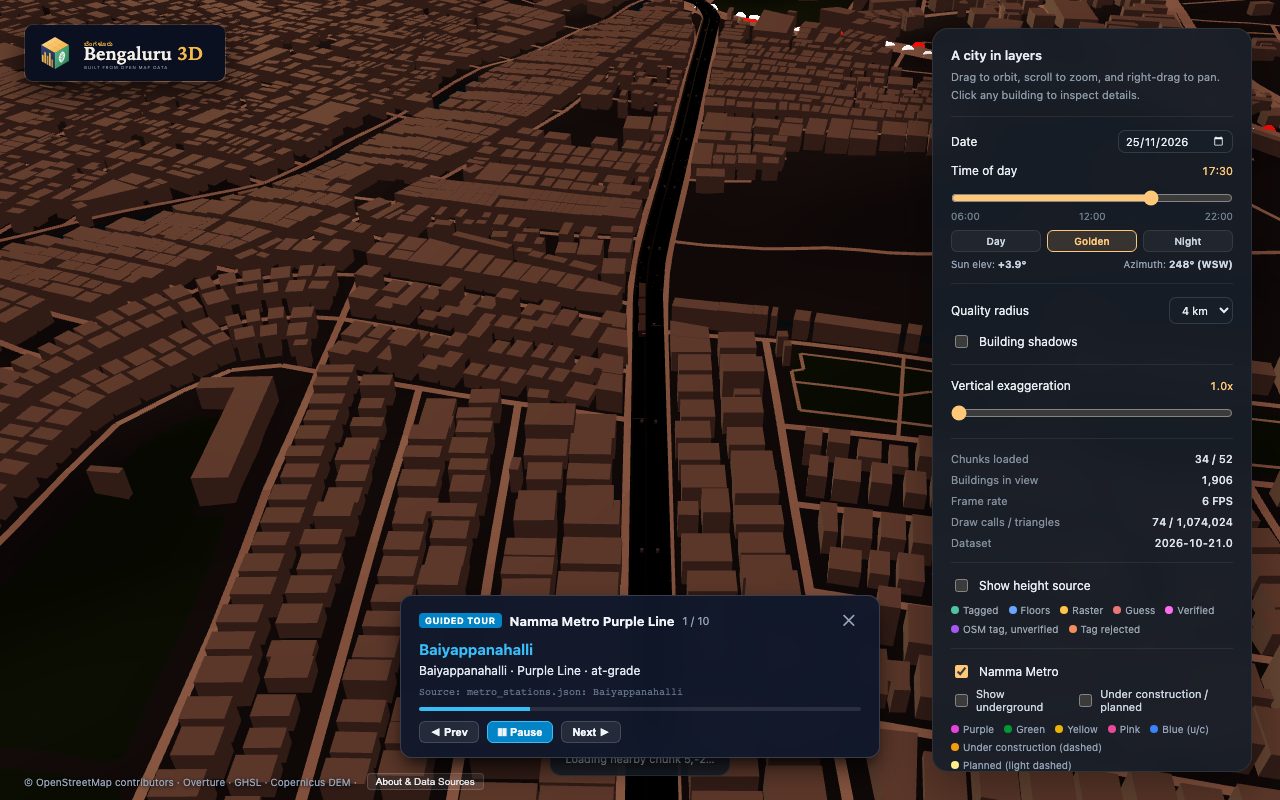 ಬೆಂಗಳೂರು
Bengaluru 3D
BUILT FROM OPEN MAP DATA
A city in layers
Drag to orbit, scroll to zoom, and right-drag to pan.
Click any building to inspect details.
Date 25/11/2026
Time of day 17:30
06:00 12:00 22:00
Day Golden Night
Sun elev: +3.9° Azimuth: 248° (WSW)
Quality radius 4 km
Building shadows
Vertical exaggeration 1.0x
Chunks loaded 34 / 52
Buildings in view 1,906
Frame rate 6 FPS
Draw calls / triangles 74 / 1,074,024
Dataset 2026-10-21.0
Show height source
Tagged Floors Raster Guess Verified
OSM tag, unverified Tag rejected
Namma Metro
Show underground
Under construction / planned
Purple Green Yellow Pink Blue (u/c)
Under construction (dashed)
Planned (light dashed)
GUIDED TOUR Namma Metro Purple Line 1 / 10
Baiyappanahalli
Baiyappanahalli · Purple Line · at-grade
Source: metro_stations.json: Baiyappanahalli
◀ Prev Pause Next ▶
Loading nearby chunk 5,-2...
© OpenStreetMap contributors · Overture · GHSL · Copernicus DEM · About & Data Sources